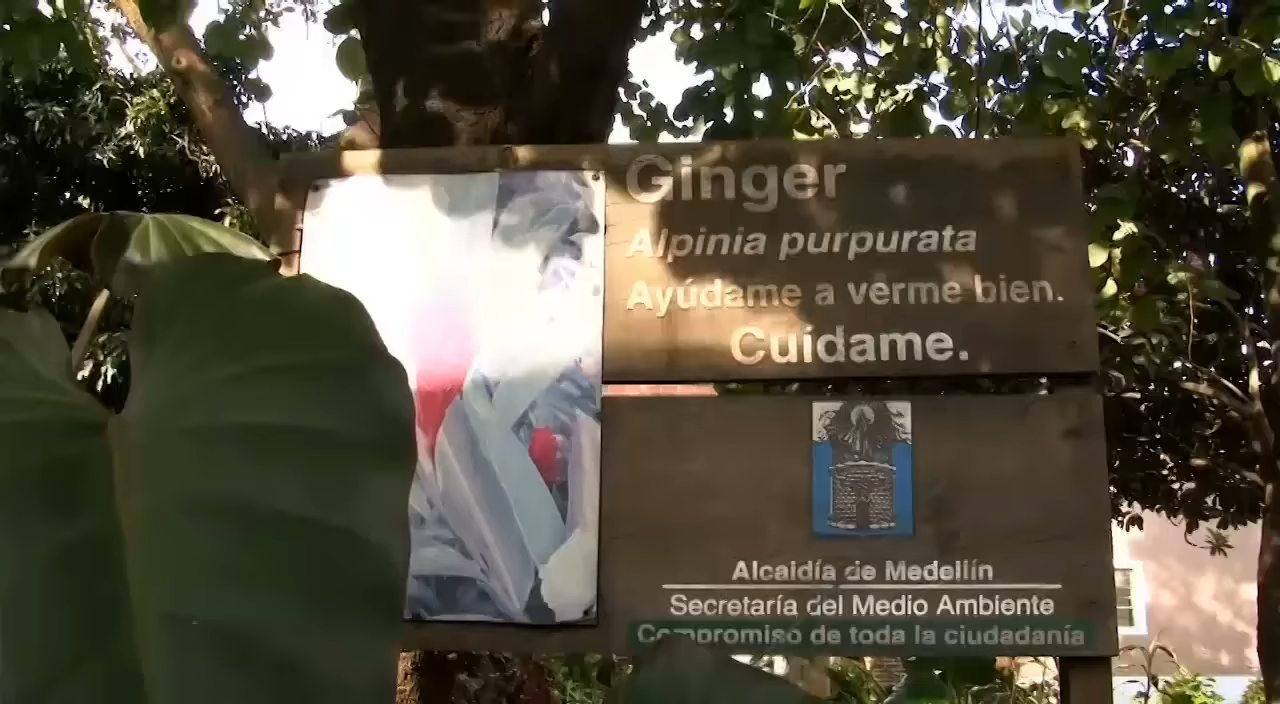 Ginger
Alpinia purpurata
Ayúdame a verme bien.
Cuídame.
Alcaldía de Medellín
Secretaría del Medio Ambiente
Compromiso de toda la ciudadanía